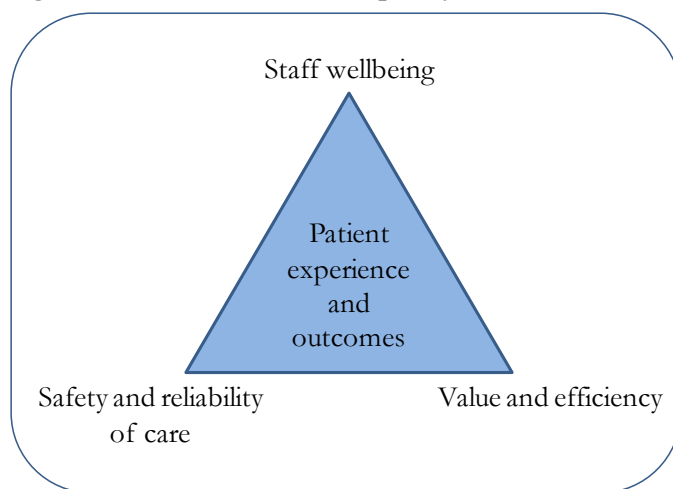 Staff wellbeing
Patient
experience
and
outcomes
Safety and reliability
of care
Value and efficiency